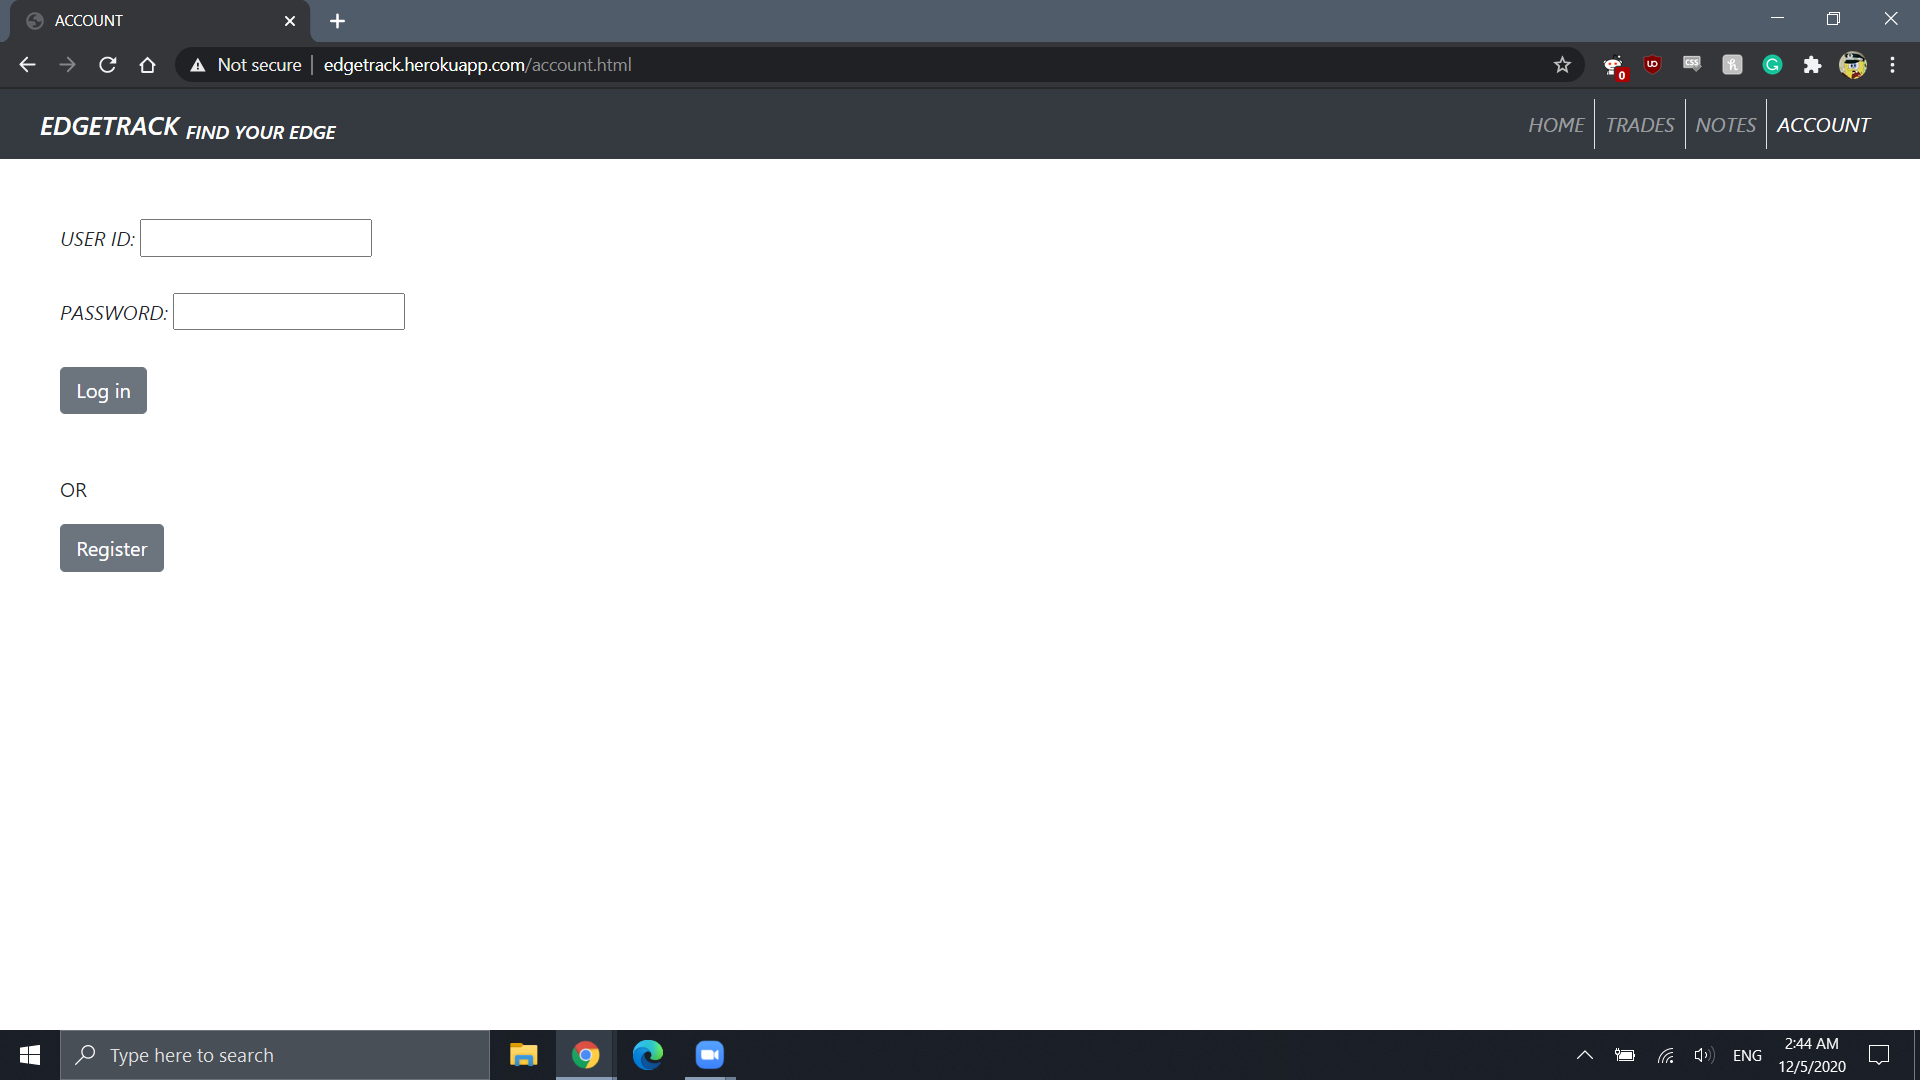 ACCOUNT
Not secure edgetrack.herokuapp.com/account.html
0
EDGETRACK FIND YOUR EDGE
HOME TRADES NOTES ACCOUNT
USER ID:
PASSWORD:
Log in
OR
Register
Type here to search
ENG
2:44 AM
12/5/2020